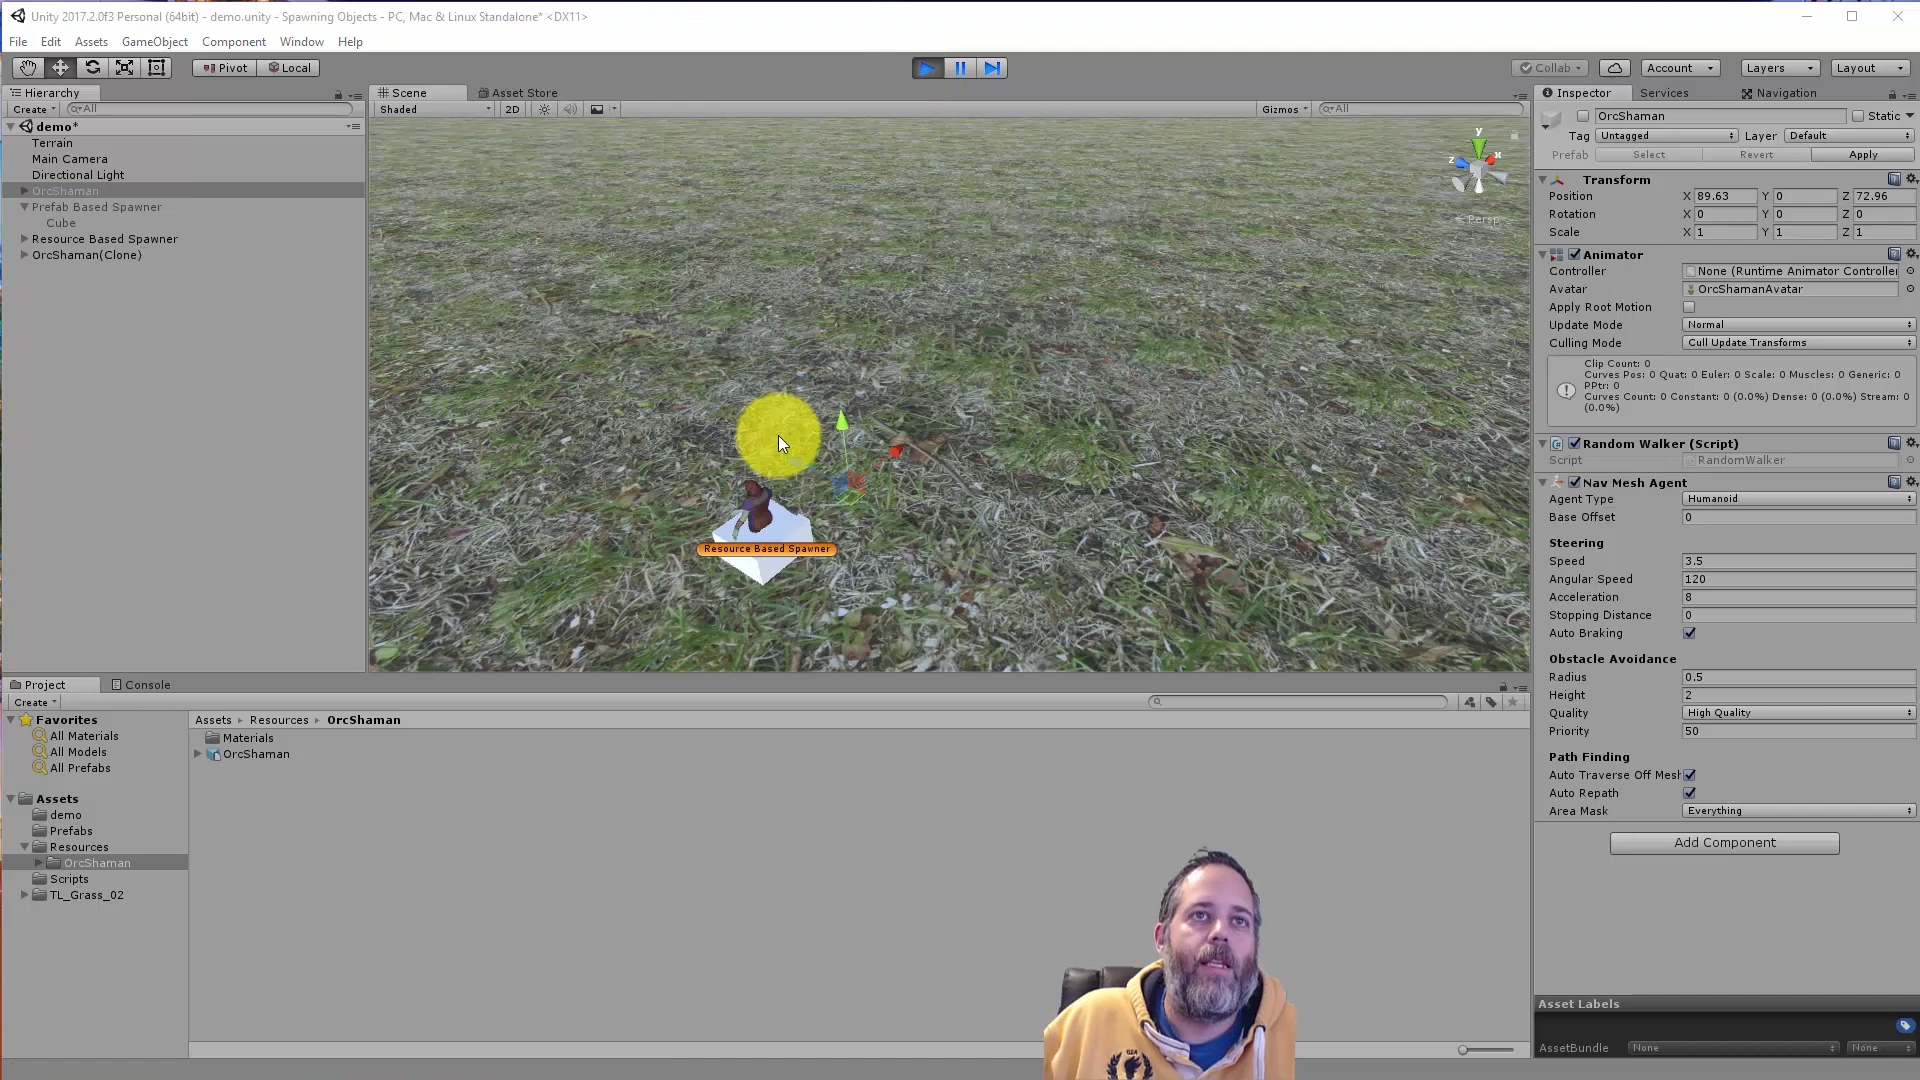 Unity 2017.2.0f3 Personal (64bit) - demo.unity - Spawning Objects - PC, Mac & Linux Standalone* <DX11>
File Edit Assets GameObject Component Window Help
Pivot Local Collab Account Layers Layout
Hierarchy
Create All
demo*
Terrain
Main Camera
Directional Light
OrcShaman
Prefab Based Spawner
Cube
Resource Based Spawner
OrcShaman(Clone)
Scene Asset Store
Shaded 2D Gizmos All
y
z x
Persp
Resource Based Spawner
Inspector Services Navigation
OrcShaman Static
Tag Untagged Layer Default
Prefab Select Revert Apply
Transform
Position X 89.63 Y 0 Z 72.96
Rotation X 0 Y 0 Z 0
Scale X 1 Y 1 Z 1
Animator
Controller None (Runtime Animator Controller
Avatar OrcShamanAvatar
Apply Root Motion
Update Mode Normal
Culling Mode Cull Update Transforms
Clip Count: 0
Curves Pos: 0 Quat: 0 Euler: 0 Scale: 0 Muscles: 0 Generic: 0
PPtr: 0
Curves Count: 0 Constant: 0 (0.0%) Dense: 0 (0.0%) Stream: 0
(0.0%)
Random Walker (Script)
Script RandomWalker
Nav Mesh Agent
Agent Type Humanoid
Base Offset 0
Steering
Speed 3.5
Angular Speed 120
Acceleration 8
Stopping Distance 0
Auto Braking
Obstacle Avoidance
Radius 0.5
Height 2
Quality High Quality
Priority 50
Path Finding
Auto Traverse Off Mesh
Auto Repath
Area Mask Everything
Add Component
Asset Labels
AssetBundle None None
Project Console
Create
Favorites
All Materials
All Models
All Prefabs
Assets
demo
Prefabs
Resources
OrcShaman
Scripts
TL_Grass_02
Assets Resources OrcShaman
Materials
OrcShaman